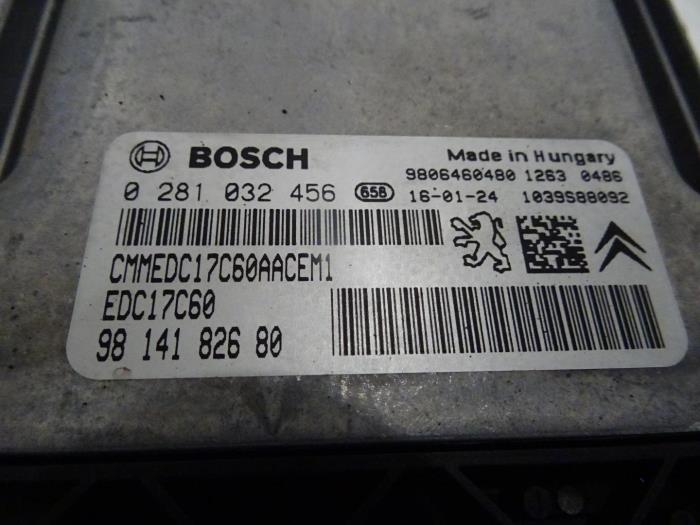 BOSCH
Made in Hungary
9806460480 1263 0486
0 281 032 456 658 16-01-24 1039S88092
CMMEDC17C60AACEM1
EDC17C60
98 141 826 80